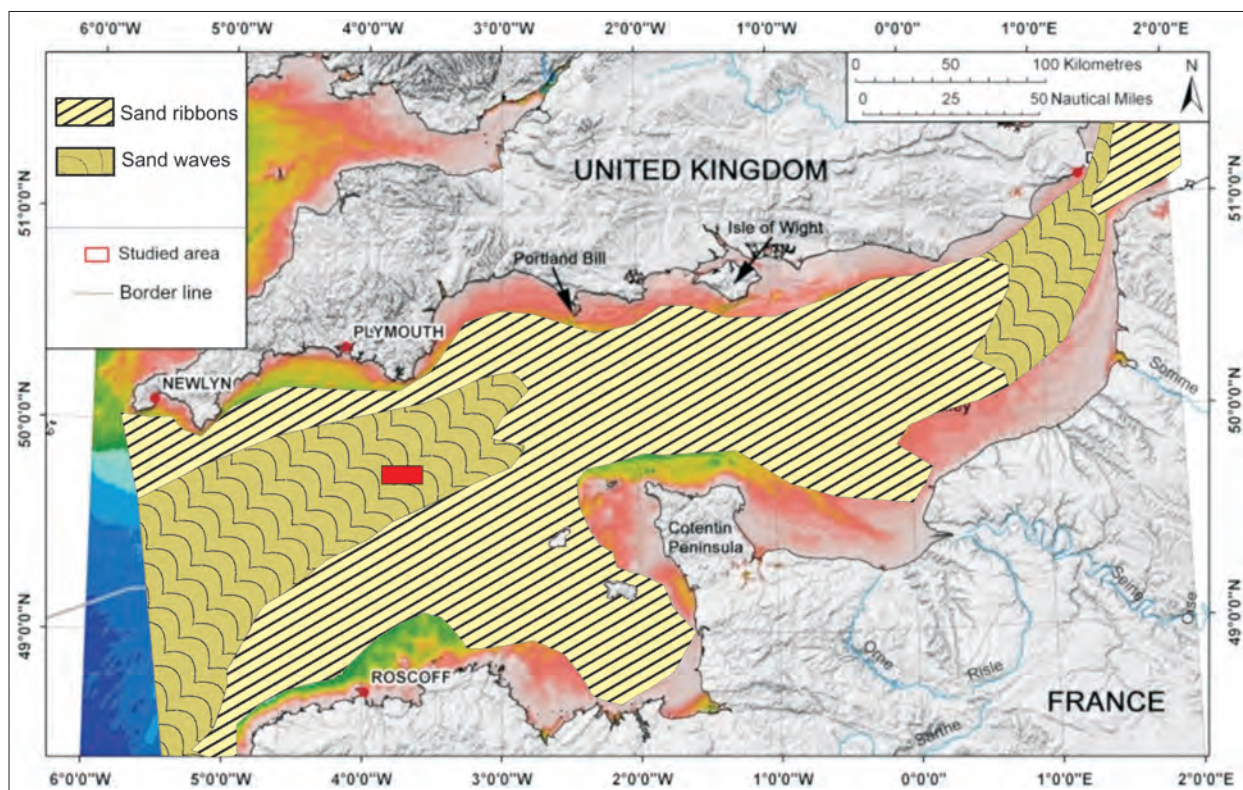 6°0'0"W 5°0'0"W 4°0'0"W 3°0'0"W 2°0'0"W 1°0'0"W 0°0'0"E 1°0'0"E 2°0'0"E
Sand ribbons
Sand waves
Studied area
Border line
0 50 100 Kilometres
0 25 50 Nautical Miles
N
UNITED KINGDOM
Isle of Wight
Portland Bill
PLYMOUTH
NEWLYN
Cotentin
Peninsula
ROSCOFF
FRANCE
Somme
Seine
Oise
Orne
Risle
Sarthe
51°0'0"N
50°0'0"N
49°0'0"N
51°0'0"N
50°0'0"N
49°0'0"N
6°0'0"W 5°0'0"W 4°0'0"W 3°0'0"W 2°0'0"W 1°0'0"W 0°0'0"E 1°0'0"E 2°0'0"E